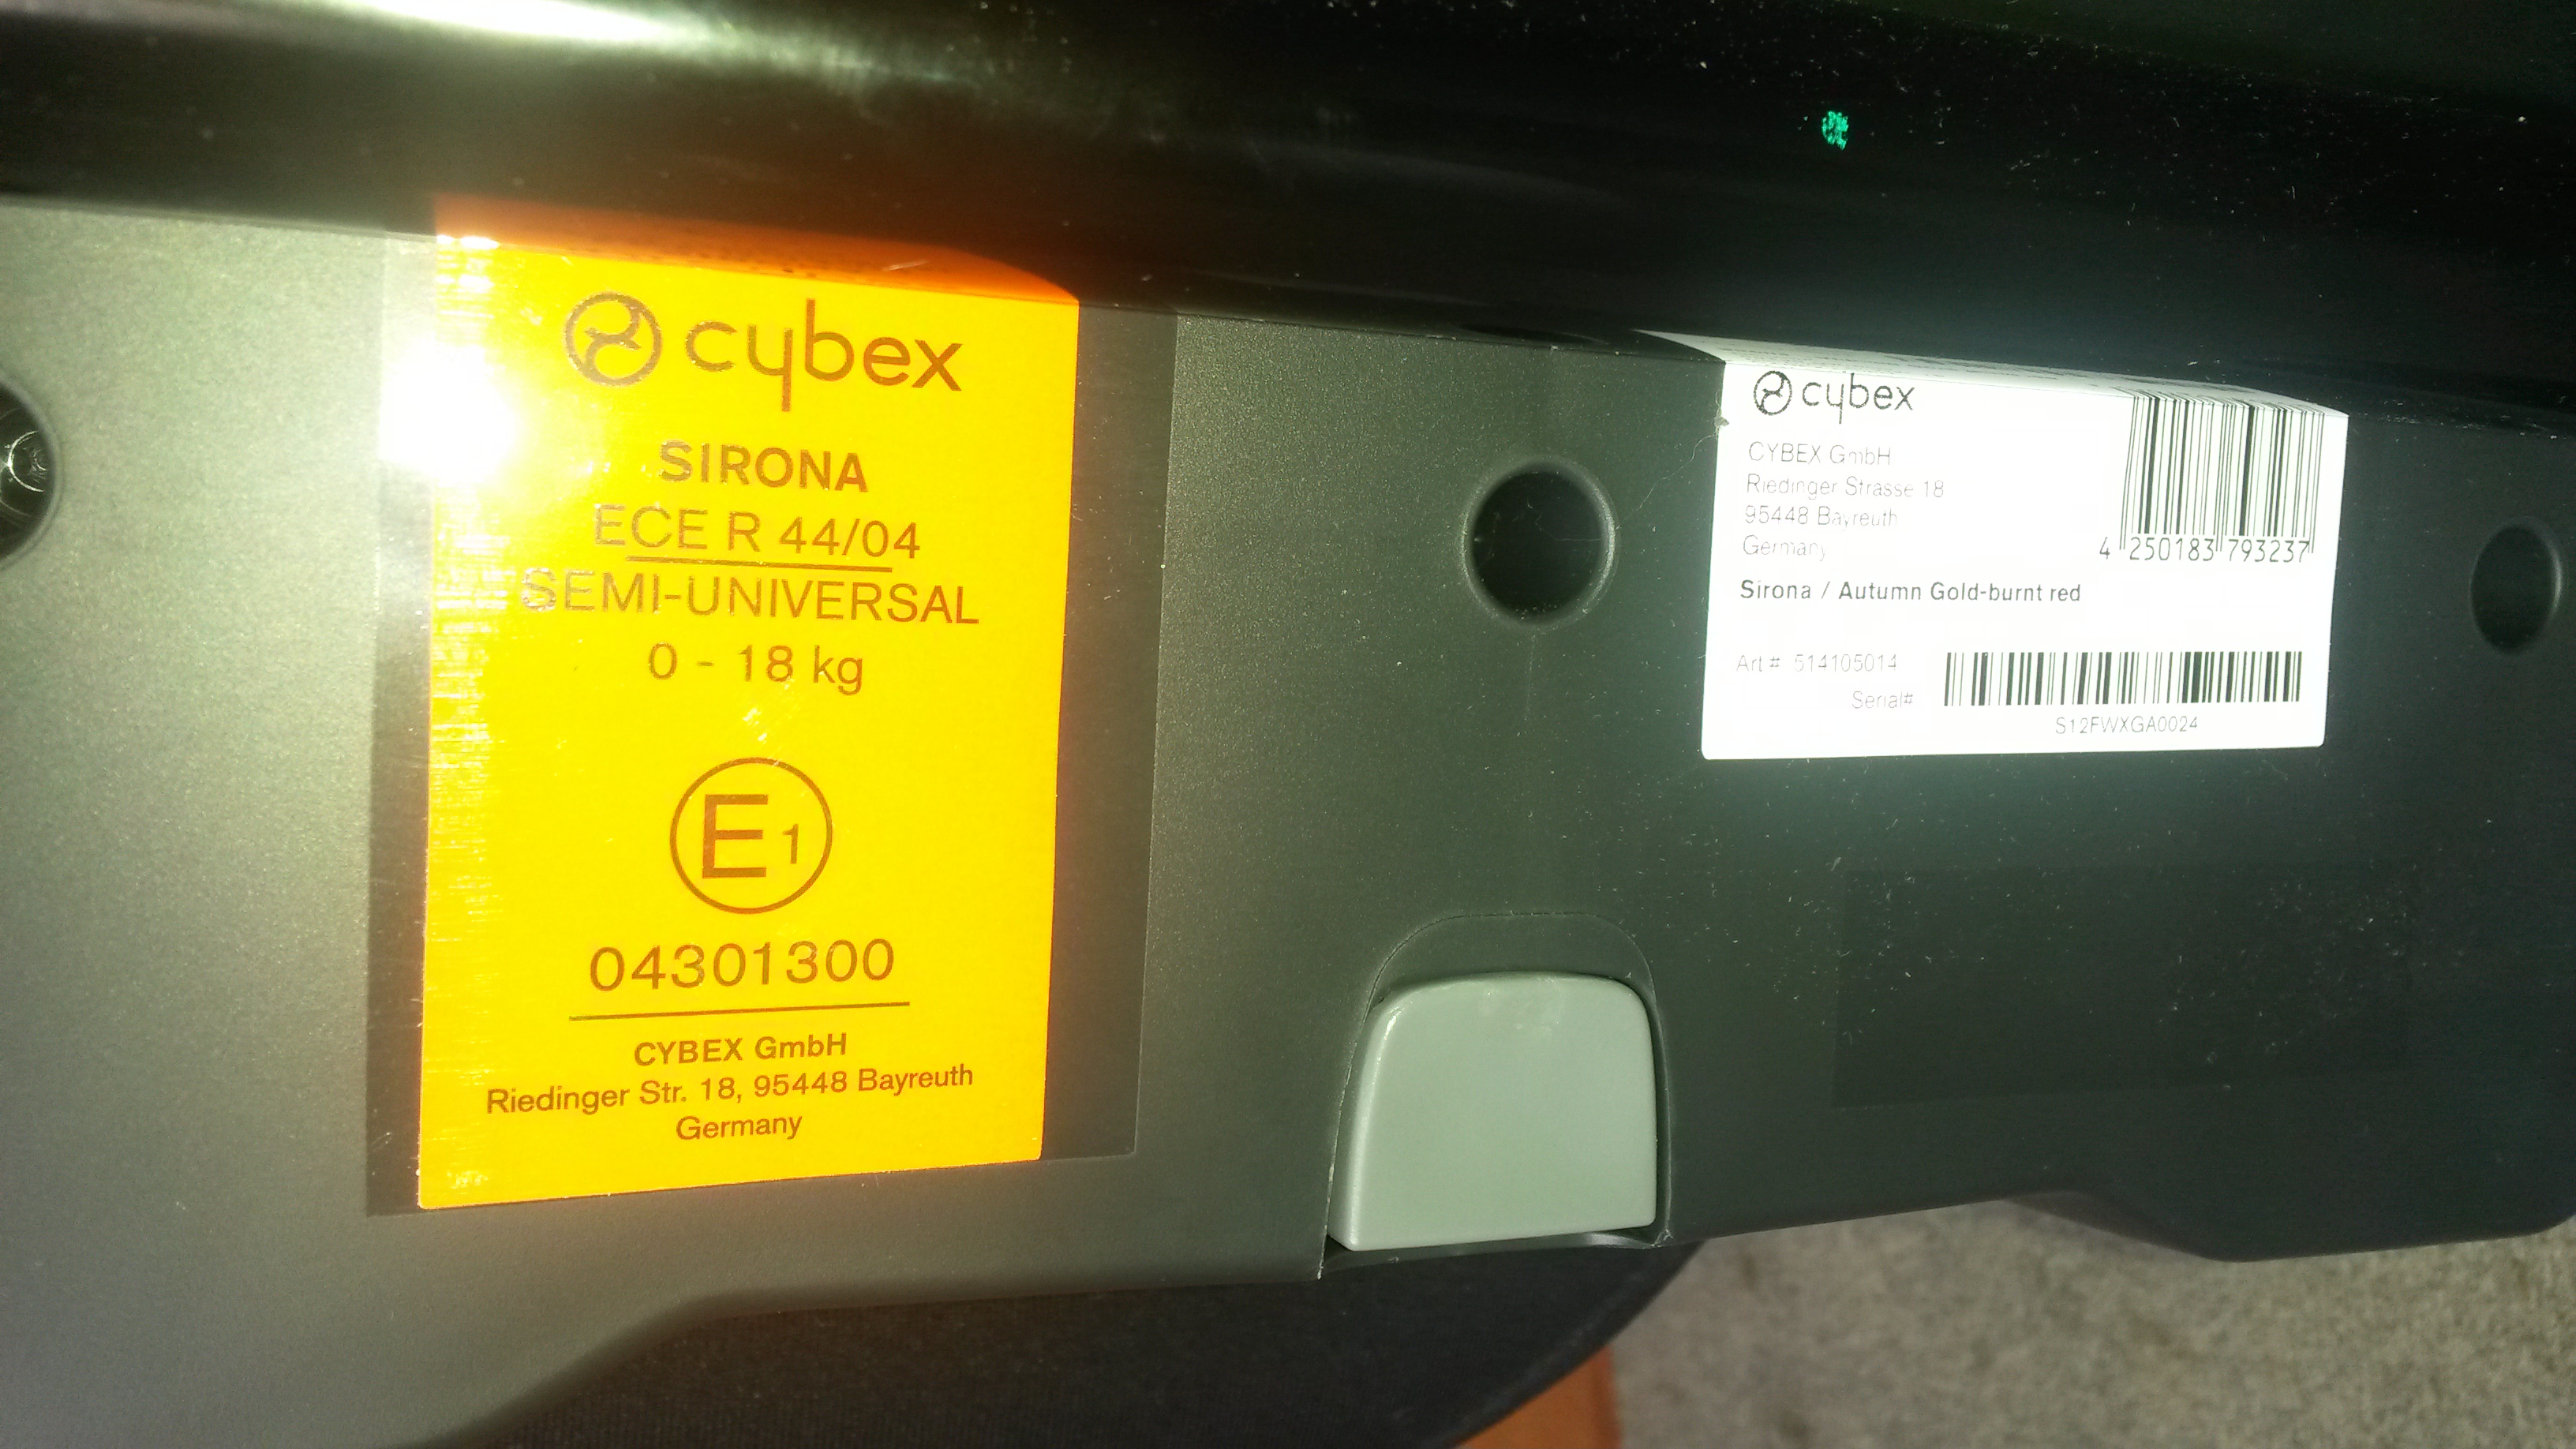 cybex
SIRONA
ECE R 44/04
SEMI-UNIVERSAL
0 - 18 kg
E1
04301300
CYBEX GmbH
Riedinger Str. 18, 95448 Bayreuth
Germany
cybex
CYBEX GmbH
Riedinger Strasse 18
95448 Bayreuth
Germany
4 250183 793237
Sirona / Autumn Gold-burnt red
Art # 514105014
Serial#
S12FWXGA0024